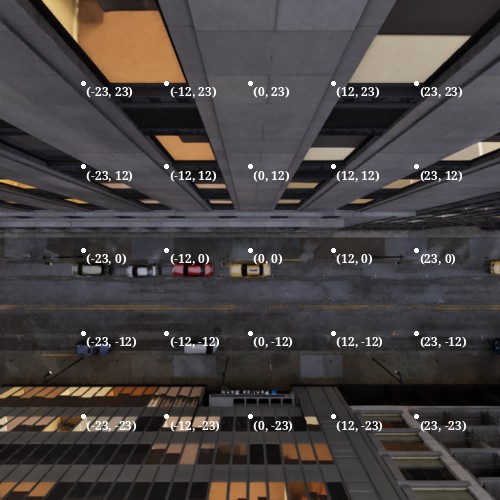 (-23, 23) (-12, 23) (0, 23) (12, 23) (23, 23)
(-23, 12) (-12, 12) (0, 12) (12, 12) (23, 12)
(-23, 0) (-12, 0) (0, 0) (12, 0) (23, 0)
(-23, -12) (-12, -12) (0, -12) (12, -12) (23, -12)
(-23, -23) (-12, -23) (0, -23) (12, -23) (23, -23)